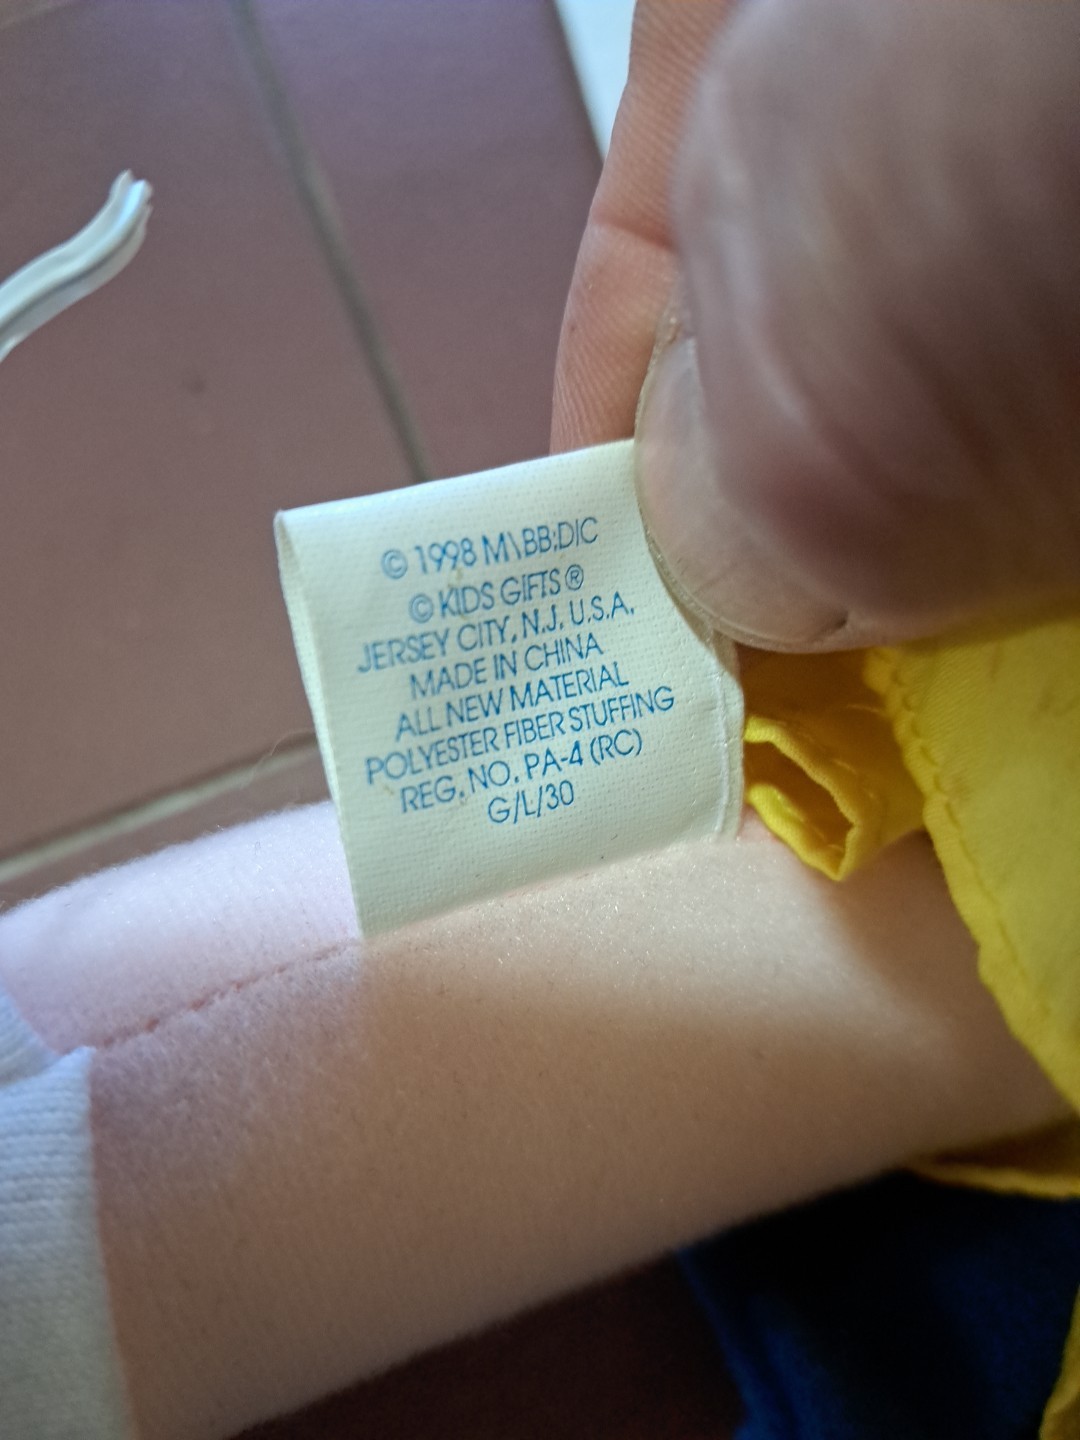 © 1998 M\BB;DIC
© KIDS GIFTS ®
JERSEY CITY, N.J. U.S.A.
MADE IN CHINA
ALL NEW MATERIAL
POLYESTER FIBER STUFFING
REG. NO. PA-4 (RC)
G/L/30